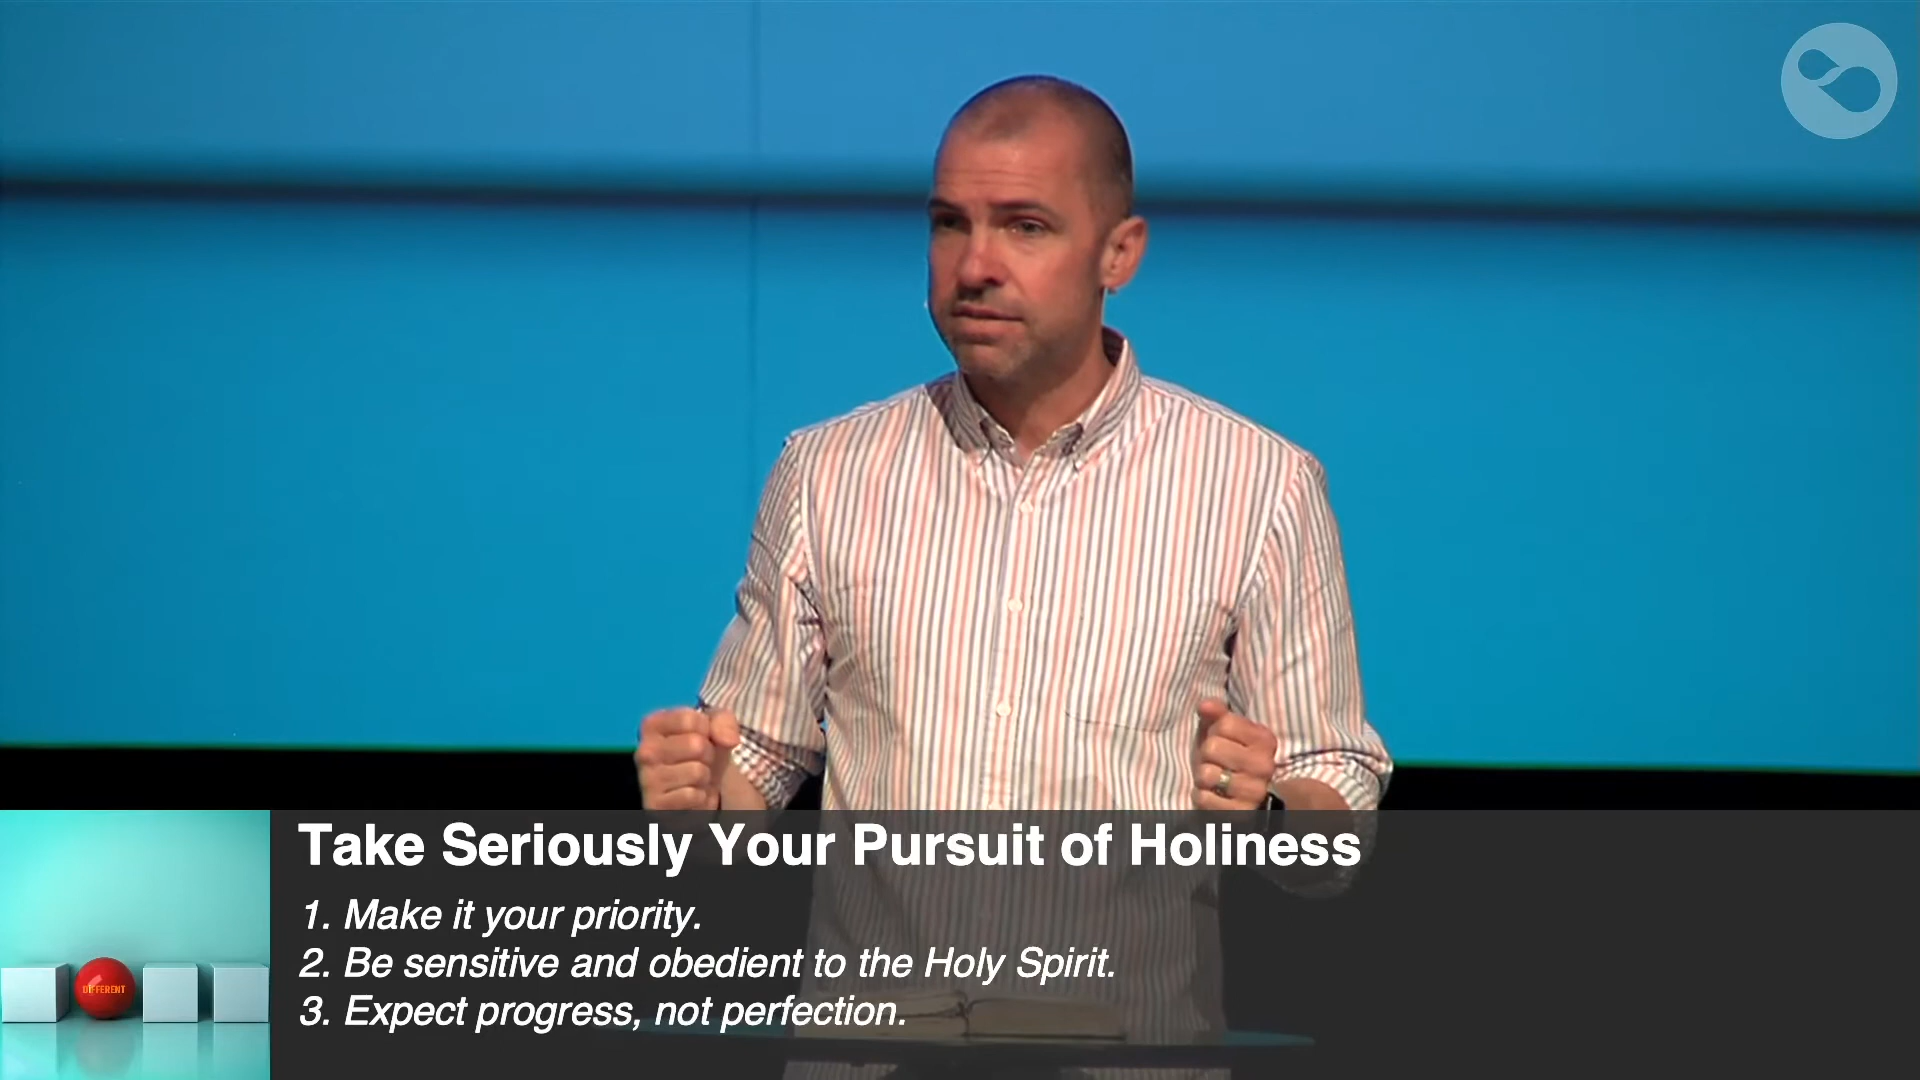 Take Seriously Your Pursuit of Holiness
1. Make it your priority.
2. Be sensitive and obedient to the Holy Spirit.
3. Expect progress, not perfection.
DIFFERENT